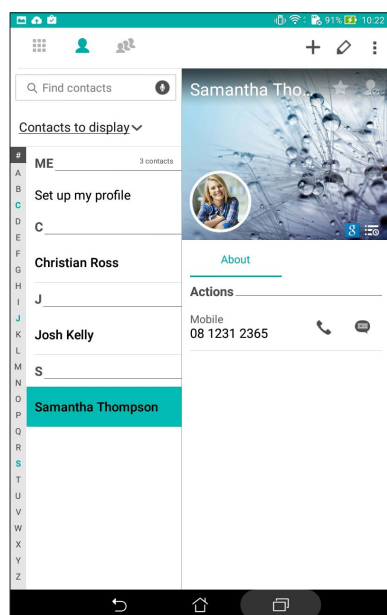 91% 10:22
Find contacts
Contacts to display
#
A
B
C
D
E
F
G
H
I
J
K
L
M
N
O
P
Q
R
S
T
U
V
W
X
Y
Z
ME 3 contacts
Set up my profile
C
Christian Ross
J
Josh Kelly
S
Samantha Thompson
Samantha Tho...
8
About
Actions
Mobile
08 1231 2365